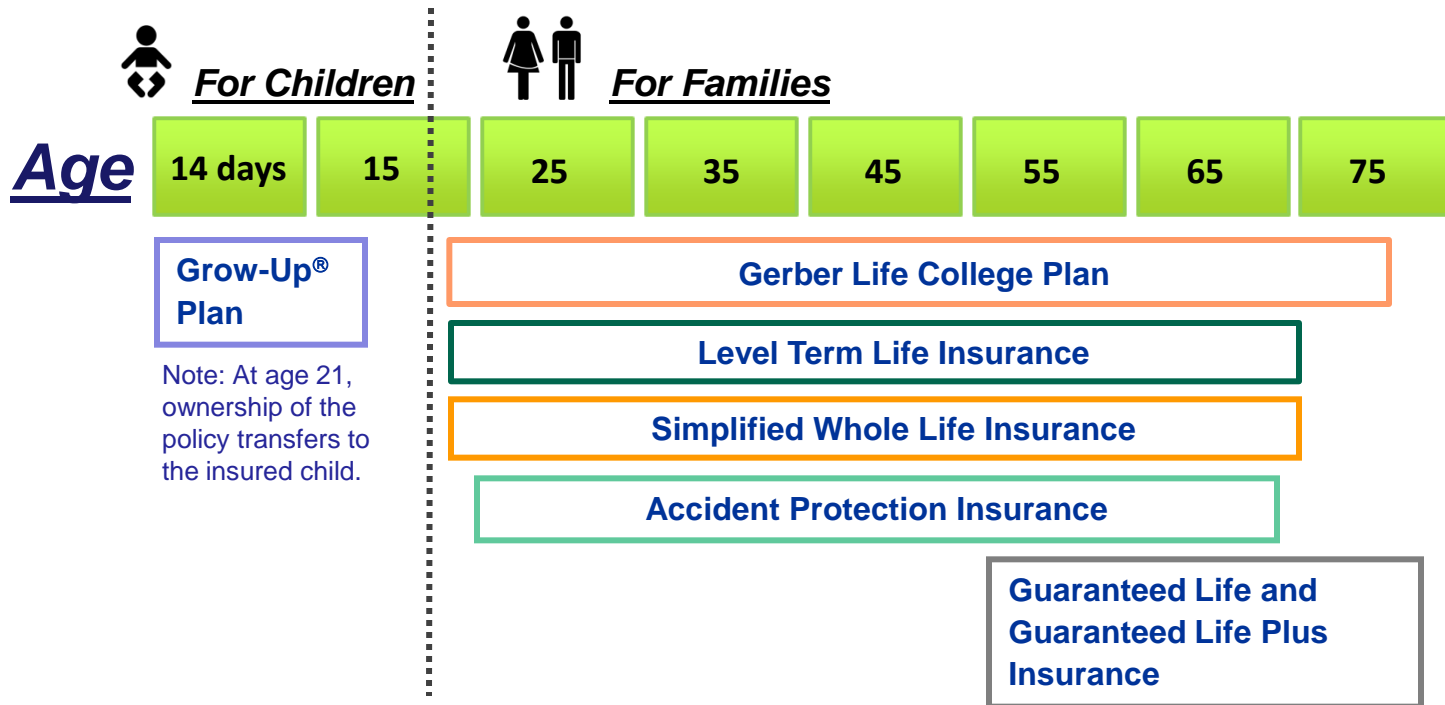 For Children
For Families
Age
14 days
15
25
35
45
55
65
75
Grow-Up®
Plan
Note: At age 21,
ownership of the
policy transfers to
the insured child.
Gerber Life College Plan
Level Term Life Insurance
Simplified Whole Life Insurance
Accident Protection Insurance
Guaranteed Life and
Guaranteed Life Plus
Insurance